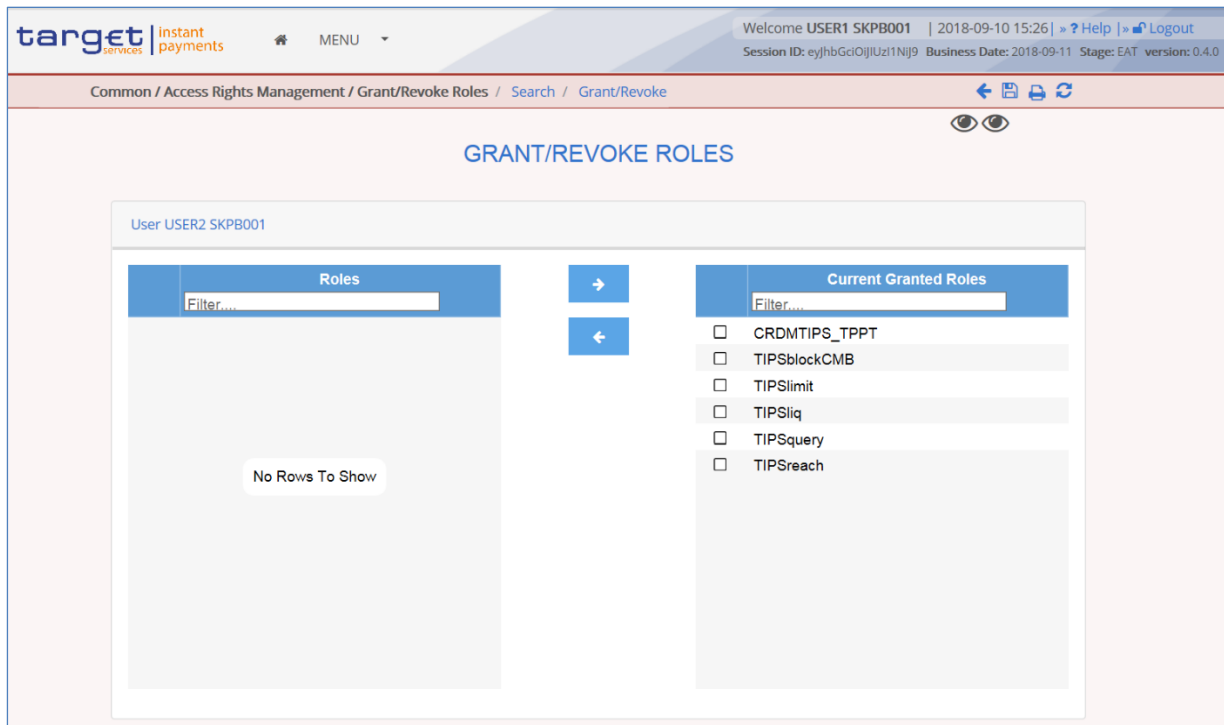 target services instant payments
MENU
Welcome USER1 SKPB001 | 2018-09-10 15:26 | » ? Help | » Logout
Session ID: eyJhbGciOiJIUzI1NiJ9 Business Date: 2018-09-11 Stage: EAT version: 0.4.0
Common / Access Rights Management / Grant/Revoke Roles / Search / Grant/Revoke
GRANT/REVOKE ROLES
User USER2 SKPB001
Roles
Filter....
No Rows To Show
Current Granted Roles
Filter....
CRDMTIPS_TPPT
TIPSblockCMB
TIPSlimit
TIPSliq
TIPSquery
TIPSreach